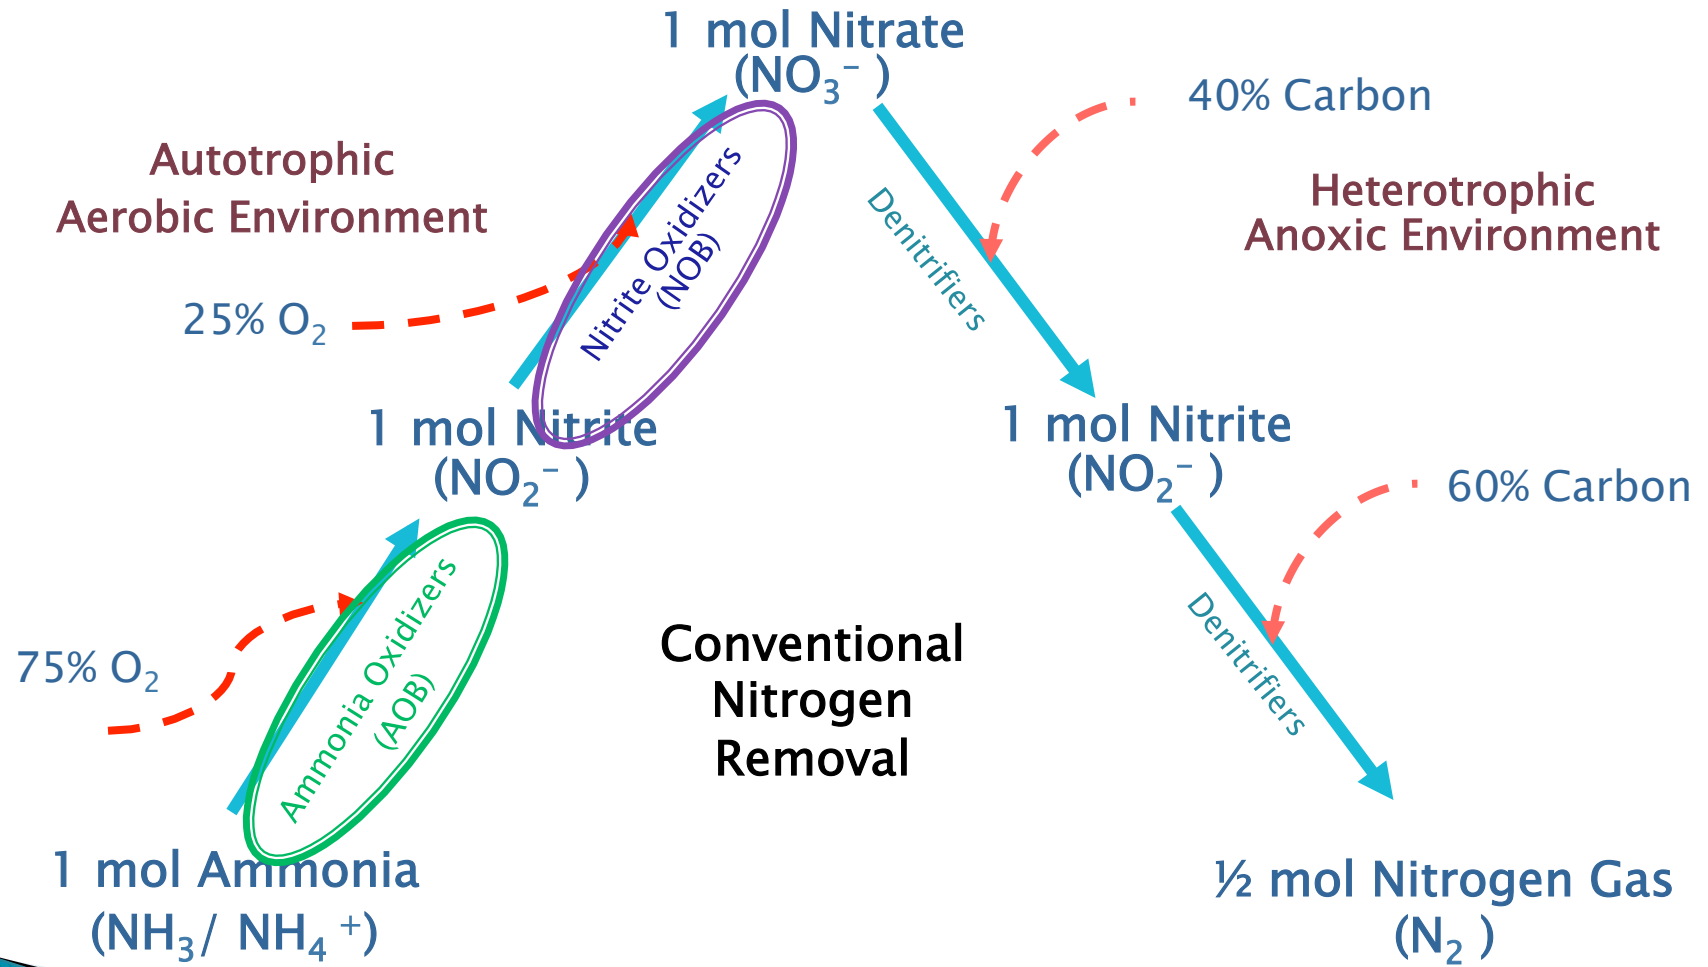 1 mol Nitrate
(NO₃⁻ )
40% Carbon
Autotrophic
Aerobic Environment
Heterotrophic
Anoxic Environment
Nitrite Oxidizers
(NOB)
Denitrifiers
25% O₂
1 mol Nitrite
(NO₂⁻ )
1 mol Nitrite
(NO₂⁻ )
60% Carbon
Ammonia Oxidizers
(AOB)
Denitrifiers
75% O₂
Conventional
Nitrogen
Removal
1 mol Ammonia
(NH₃/ NH₄ ⁺)
½ mol Nitrogen Gas
(N₂ )